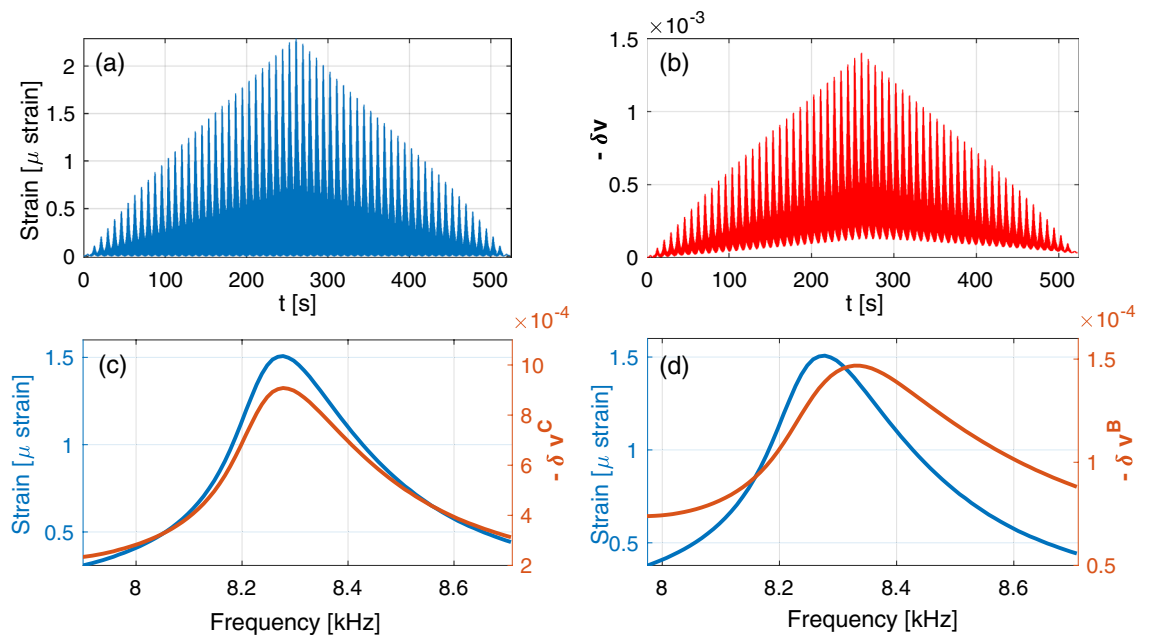 ×10⁻³
(a)
(b)
Strain [μ strain]
2
1.5
1
0.5
0
0 100 200 300 400 500
t [s]
- δv
1.5
1
0.5
0
0 100 200 300 400 500
t [s]
×10⁻⁴
×10⁻⁴
(c)
(d)
Strain [μ strain]
1.5
1
0.5
10
8
6
4
2
- δ vᶜ
8 8.2 8.4 8.6
Frequency [kHz]
Strain [μ strain]
1.5
1
0.5
1.5
1
0.5
- δ vᴮ
8 8.2 8.4 8.6
Frequency [kHz]